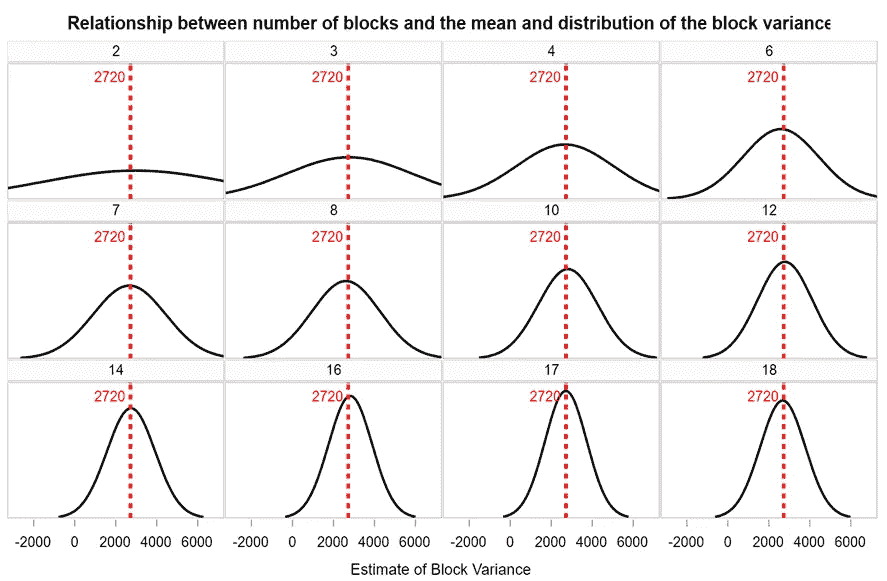 Relationship between number of blocks and the mean and distribution of the block variance
2 3 4 6
2720 2720 2720 2720
7 8 10 12
2720 2720 2720 2720
14 16 17 18
2720 2720 2720 2720
-2000 0 2000 4000 6000 -2000 0 2000 4000 6000 -2000 0 2000 4000 6000 -2000 0 2000 4000 6000
Estimate of Block Variance